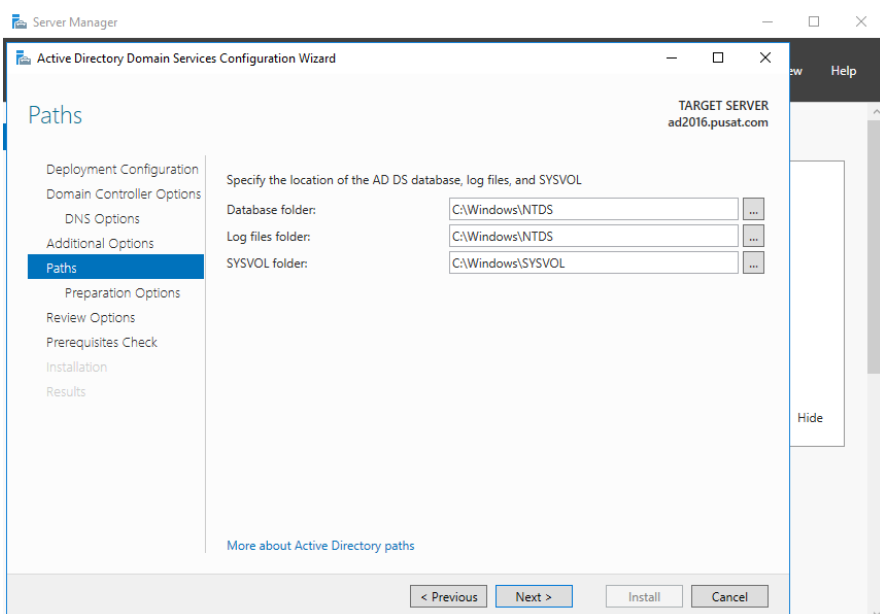 Server Manager
Active Directory Domain Services Configuration Wizard
Help
Paths
TARGET SERVER
ad2016.pusat.com
Deployment Configuration
Domain Controller Options
DNS Options
Additional Options
Paths
Preparation Options
Review Options
Prerequisites Check
Installation
Results
Specify the location of the AD DS database, log files, and SYSVOL
Database folder: C:\Windows\NTDS ...
Log files folder: C:\Windows\NTDS ...
SYSVOL folder: C:\Windows\SYSVOL ...
Hide
More about Active Directory paths
< Previous Next > Install Cancel